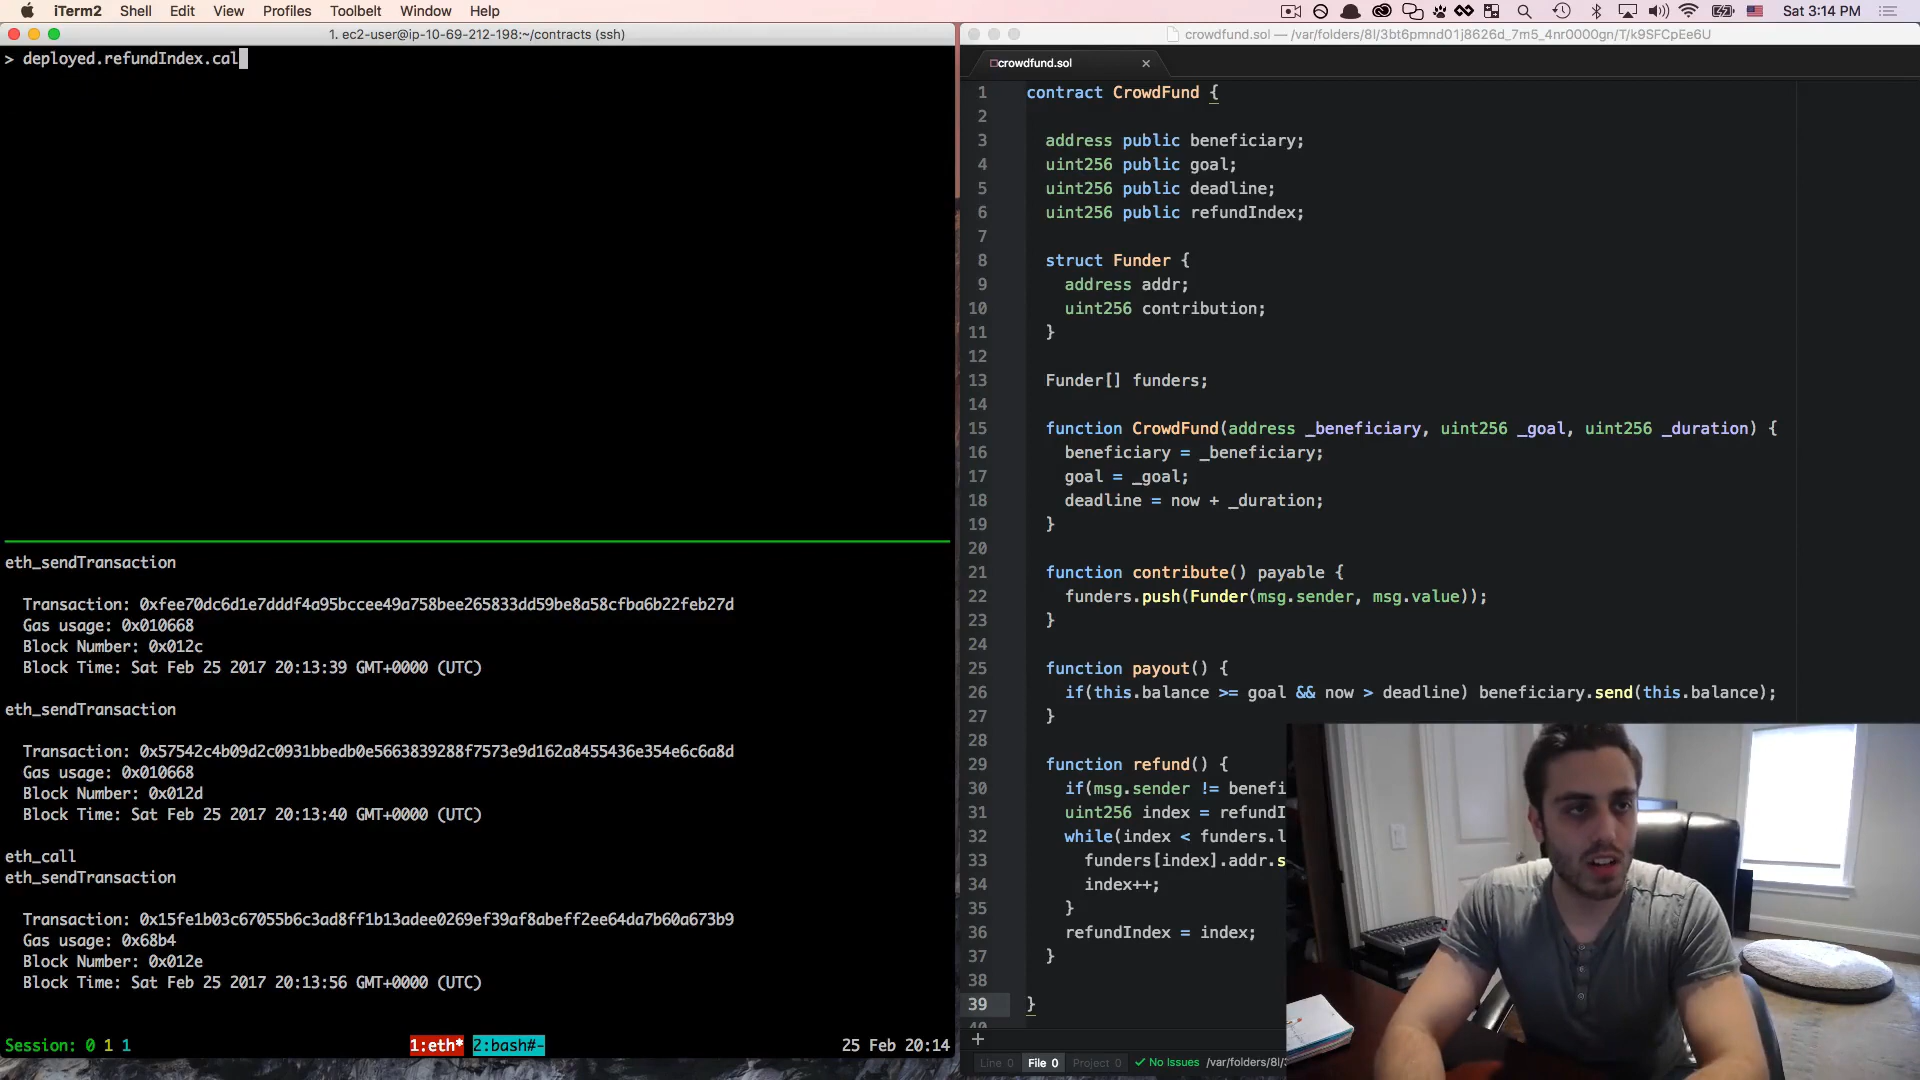 iTerm2 Shell Edit View Profiles Toolbelt Window Help
Sat 3:14 PM
1. ec2-user@ip-10-69-212-198:~/contracts (ssh)
> deployed.refundIndex.cal
eth_sendTransaction
Transaction: 0xfee70dc6d1e7dddf4a95bccee49a758bee265833dd59be8a58cfba6b22feb27d
Gas usage: 0x010668
Block Number: 0x012c
Block Time: Sat Feb 25 2017 20:13:39 GMT+0000 (UTC)
eth_sendTransaction
Transaction: 0x57542c4b09d2c0931bbedb0e5663839288f7573e9d162a8455436e354e6c6a8d
Gas usage: 0x010668
Block Number: 0x012d
Block Time: Sat Feb 25 2017 20:13:40 GMT+0000 (UTC)
eth_call
eth_sendTransaction
Transaction: 0x15fe1b03c67055b6c3ad8ff1b13adee0269ef39af8abeff2ee64da7b60a673b9
Gas usage: 0x68b4
Block Number: 0x012e
Block Time: Sat Feb 25 2017 20:13:56 GMT+0000 (UTC)
Session: 0 1 1
1:eth* 2:bash#-
25 Feb 20:14
crowdfund.sol — /var/folders/8l/3bt6pmnd01j8626d_7m5_4nr0000gn/T/k9SFCpEe6U
crowdfund.sol
1 contract CrowdFund {
2
3 address public beneficiary;
4 uint256 public goal;
5 uint256 public deadline;
6 uint256 public refundIndex;
7
8 struct Funder {
9 address addr;
10 uint256 contribution;
11 }
12
13 Funder[] funders;
14
15 function CrowdFund(address _beneficiary, uint256 _goal, uint256 _duration) {
16 beneficiary = _beneficiary;
17 goal = _goal;
18 deadline = now + _duration;
19 }
20
21 function contribute() payable {
22 funders.push(Funder(msg.sender, msg.value));
23 }
24
25 function payout() {
26 if(this.balance >= goal && now > deadline) beneficiary.send(this.balance);
27 }
28
29 function refund() {
30 if(msg.sender != benefi
31 uint256 index = refundI
32 while(index < funders.l
33 funders[index].addr.s
34 index++;
35 }
36 refundIndex = index;
37 }
38
39 }
40
+
Line 0 File 0 Project 0 ✓ No Issues /var/folders/8l/